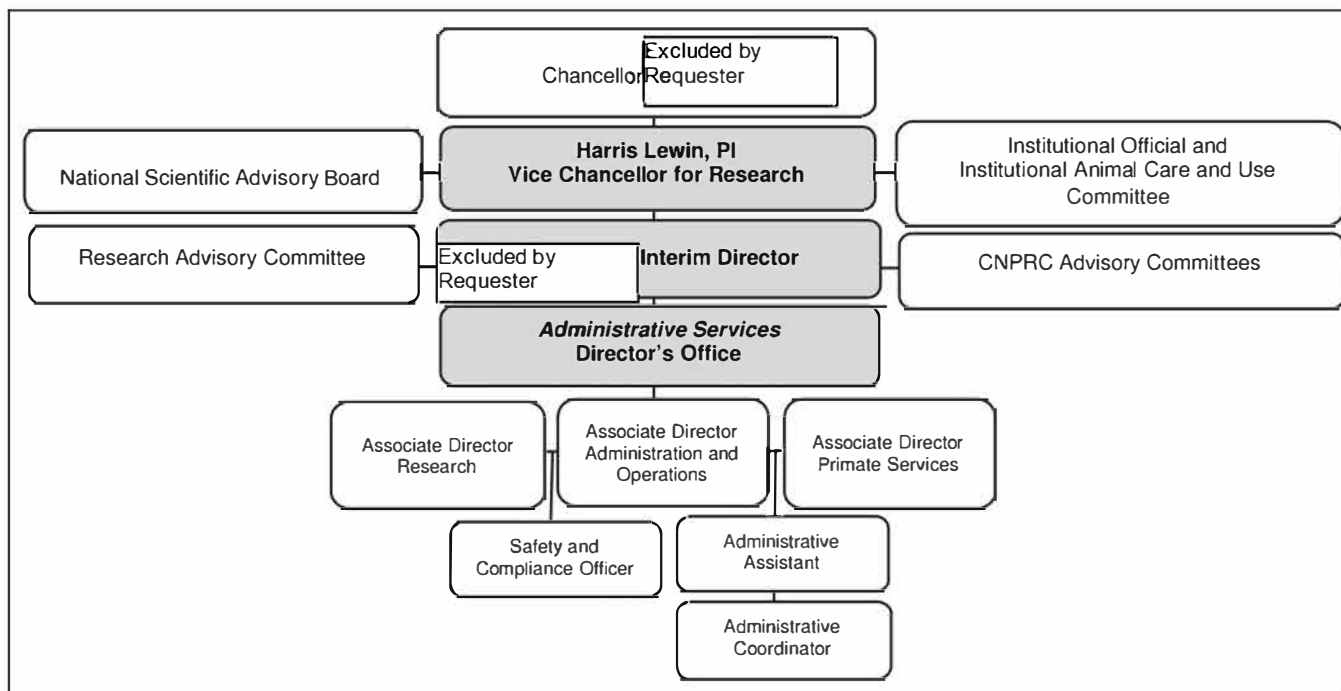 Chancellor
Excluded by
Requester
Harris Lewin, PI
Vice Chancellor for Research
National Scientific Advisory Board
Institutional Official and
Institutional Animal Care and Use
Committee
Research Advisory Committee
Excluded by
Requester
Interim Director
CNPRC Advisory Committees
Administrative Services
Director's Office
Associate Director
Research
Associate Director
Administration and
Operations
Associate Director
Primate Services
Safety and
Compliance Officer
Administrative
Assistant
Administrative
Coordinator